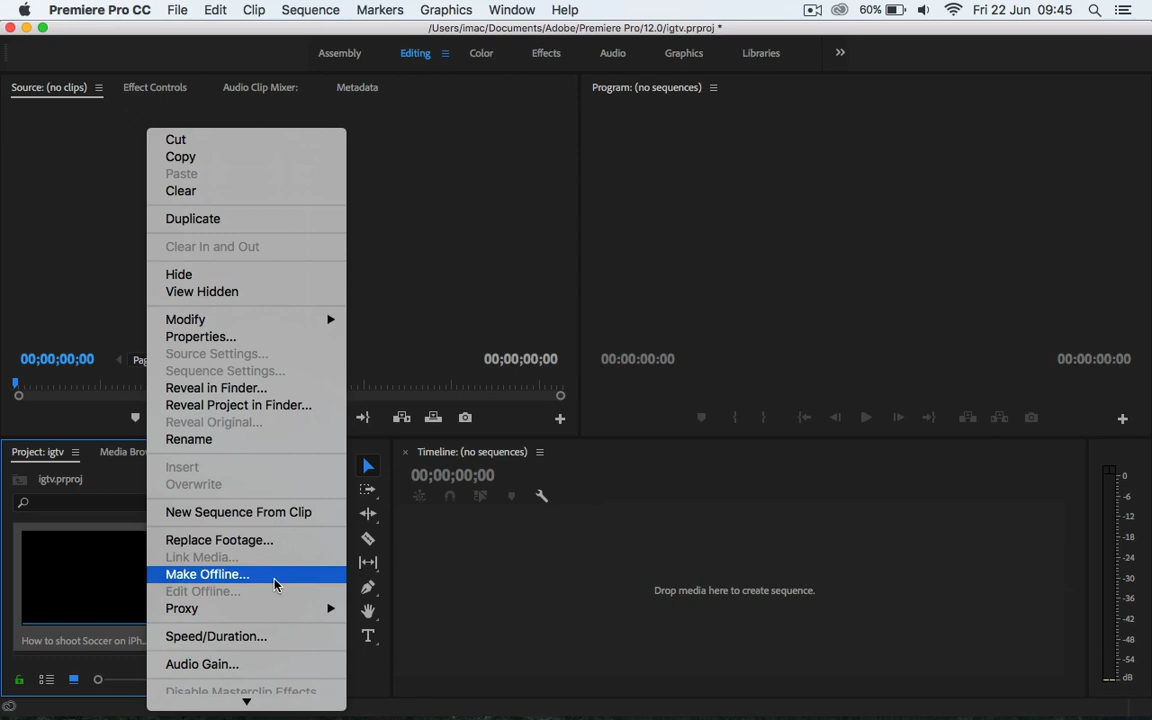 Premiere Pro CC File Edit Clip Sequence Markers Graphics Window Help 60% Fri 22 Jun 09:45
/Users/imac/Documents/Adobe/Premiere Pro/12.0/igtv.prproj *
Assembly Editing Effects Color Audio Graphics Libraries
Source: (no clips) Effect Controls Audio Clip Mixer: Metadata
Program: (no sequences)
Cut
Copy
Paste
Clear
Duplicate
Clear In and Out
Hide
View Hidden
Modify
Properties...
Source Settings...
Sequence Settings...
Reveal in Finder...
Reveal Project in Finder...
Reveal Original...
Rename
Insert
Overwrite
New Sequence From Clip
Replace Footage...
Link Media...
Make Offline...
Edit Offline...
Proxy
Speed/Duration...
Audio Gain...
Disable Masterclip Effects
00;00;00;00 Pag 00;00;00;00
00:00:00:00 00:00:00:00
Project: igtv Media Brow
igtv.prproj
How to shoot Soccer on iPh...
Timeline: (no sequences)
00;00;00;00
Drop media here to create sequence.
0
-6
-12
-18
-24
-30
-36
-42
-48
-54
dB